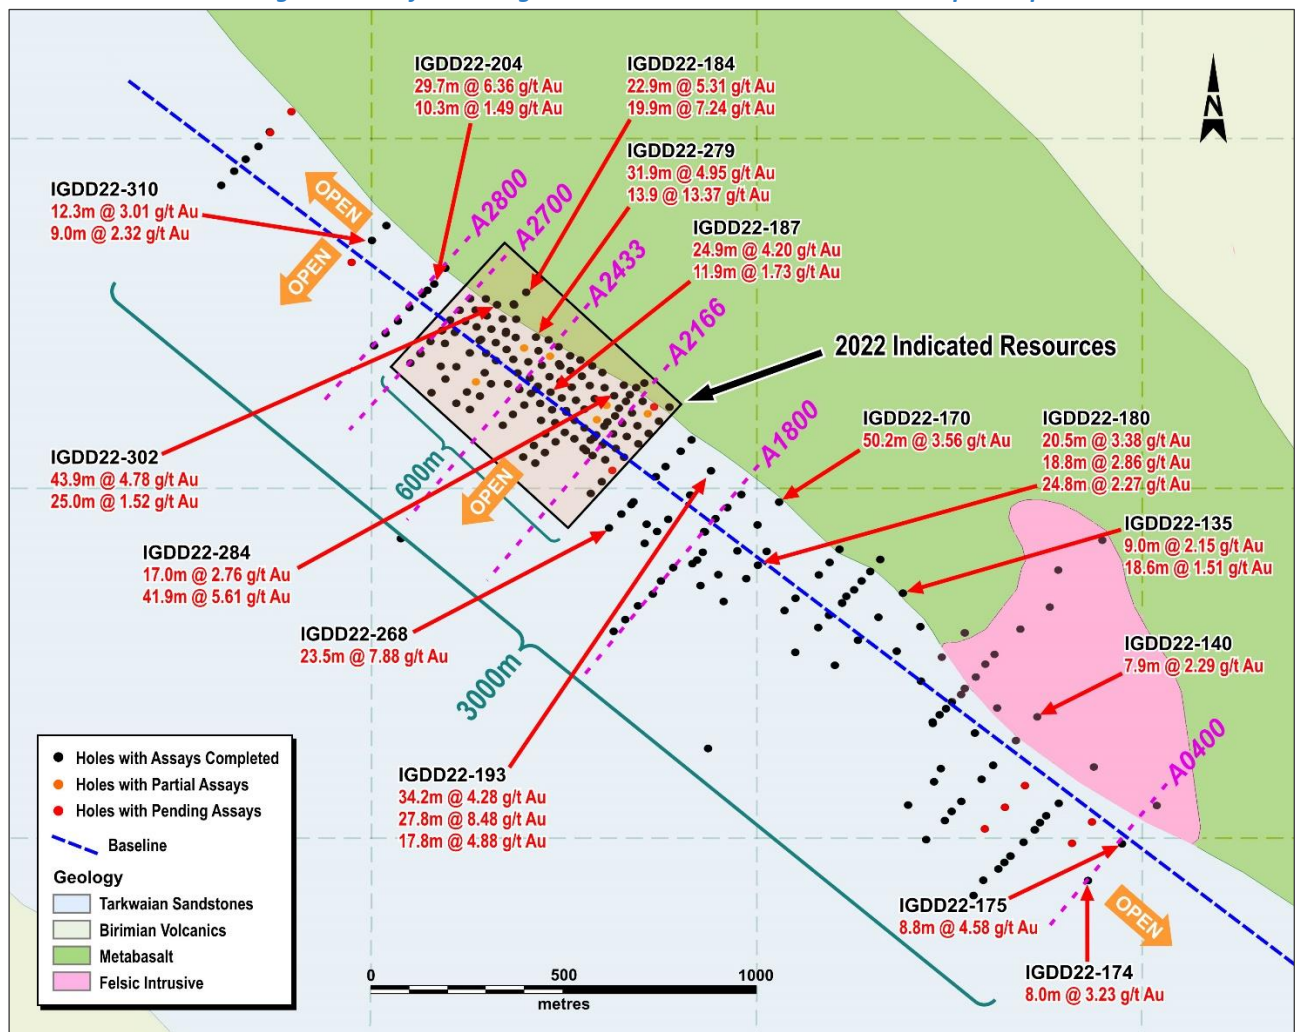 IGDD22-204
29.7m @ 6.36 g/t Au
10.3m @ 1.49 g/t Au
IGDD22-184
22.9m @ 5.31 g/t Au
19.9m @ 7.24 g/t Au
N
IGDD22-279
31.9m @ 4.95 g/t Au
13.9 @ 13.37 g/t Au
IGDD22-310
12.3m @ 3.01 g/t Au
9.0m @ 2.32 g/t Au
OPEN
OPEN
A2800
A2700
A2433
A2166
IGDD22-187
24.9m @ 4.20 g/t Au
11.9m @ 1.73 g/t Au
2022 Indicated Resources
A1800
IGDD22-170
50.2m @ 3.56 g/t Au
IGDD22-180
20.5m @ 3.38 g/t Au
18.8m @ 2.86 g/t Au
24.8m @ 2.27 g/t Au
IGDD22-302
43.9m @ 4.78 g/t Au
25.0m @ 1.52 g/t Au
600m
OPEN
IGDD22-135
9.0m @ 2.15 g/t Au
18.6m @ 1.51 g/t Au
IGDD22-284
17.0m @ 2.76 g/t Au
41.9m @ 5.61 g/t Au
IGDD22-268
23.5m @ 7.88 g/t Au
3000m
IGDD22-140
7.9m @ 2.29 g/t Au
A0400
IGDD22-193
34.2m @ 4.28 g/t Au
27.8m @ 8.48 g/t Au
17.8m @ 4.88 g/t Au
Holes with Assays Completed
Holes with Partial Assays
Holes with Pending Assays
Baseline
Geology
Tarkwaian Sandstones
Birimian Volcanics
Metabasalt
Felsic Intrusive
IGDD22-175
8.8m @ 4.58 g/t Au
OPEN
IGDD22-174
8.0m @ 3.23 g/t Au
0 500 1000
metres